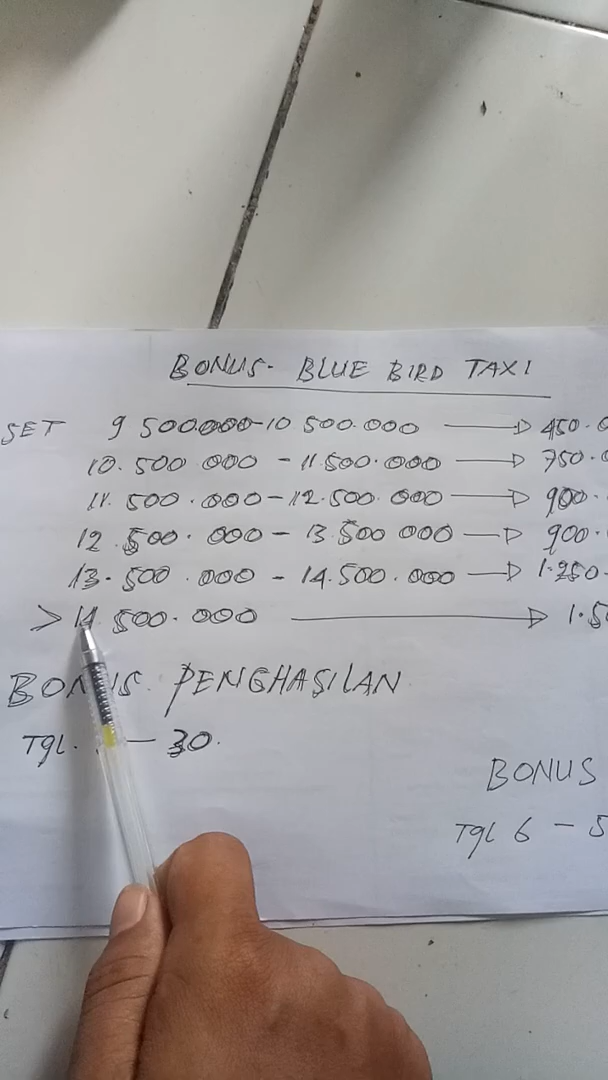 BONUS- BLUE BIRD TAXI
SET 9 500.000-10 500.000 → 450.0
10.500 000 - 11.500.000 → 750.0
11.500.000-12.500.000 → 900.
12.500.000 - 13.500 000 → 900.
13.500.000 - 14.500.000 → 1.250.
>14.500.000 → 1.5
BONUS PENGHASILAN
TGL. - 30.
BONUS
TGL 6 - 5